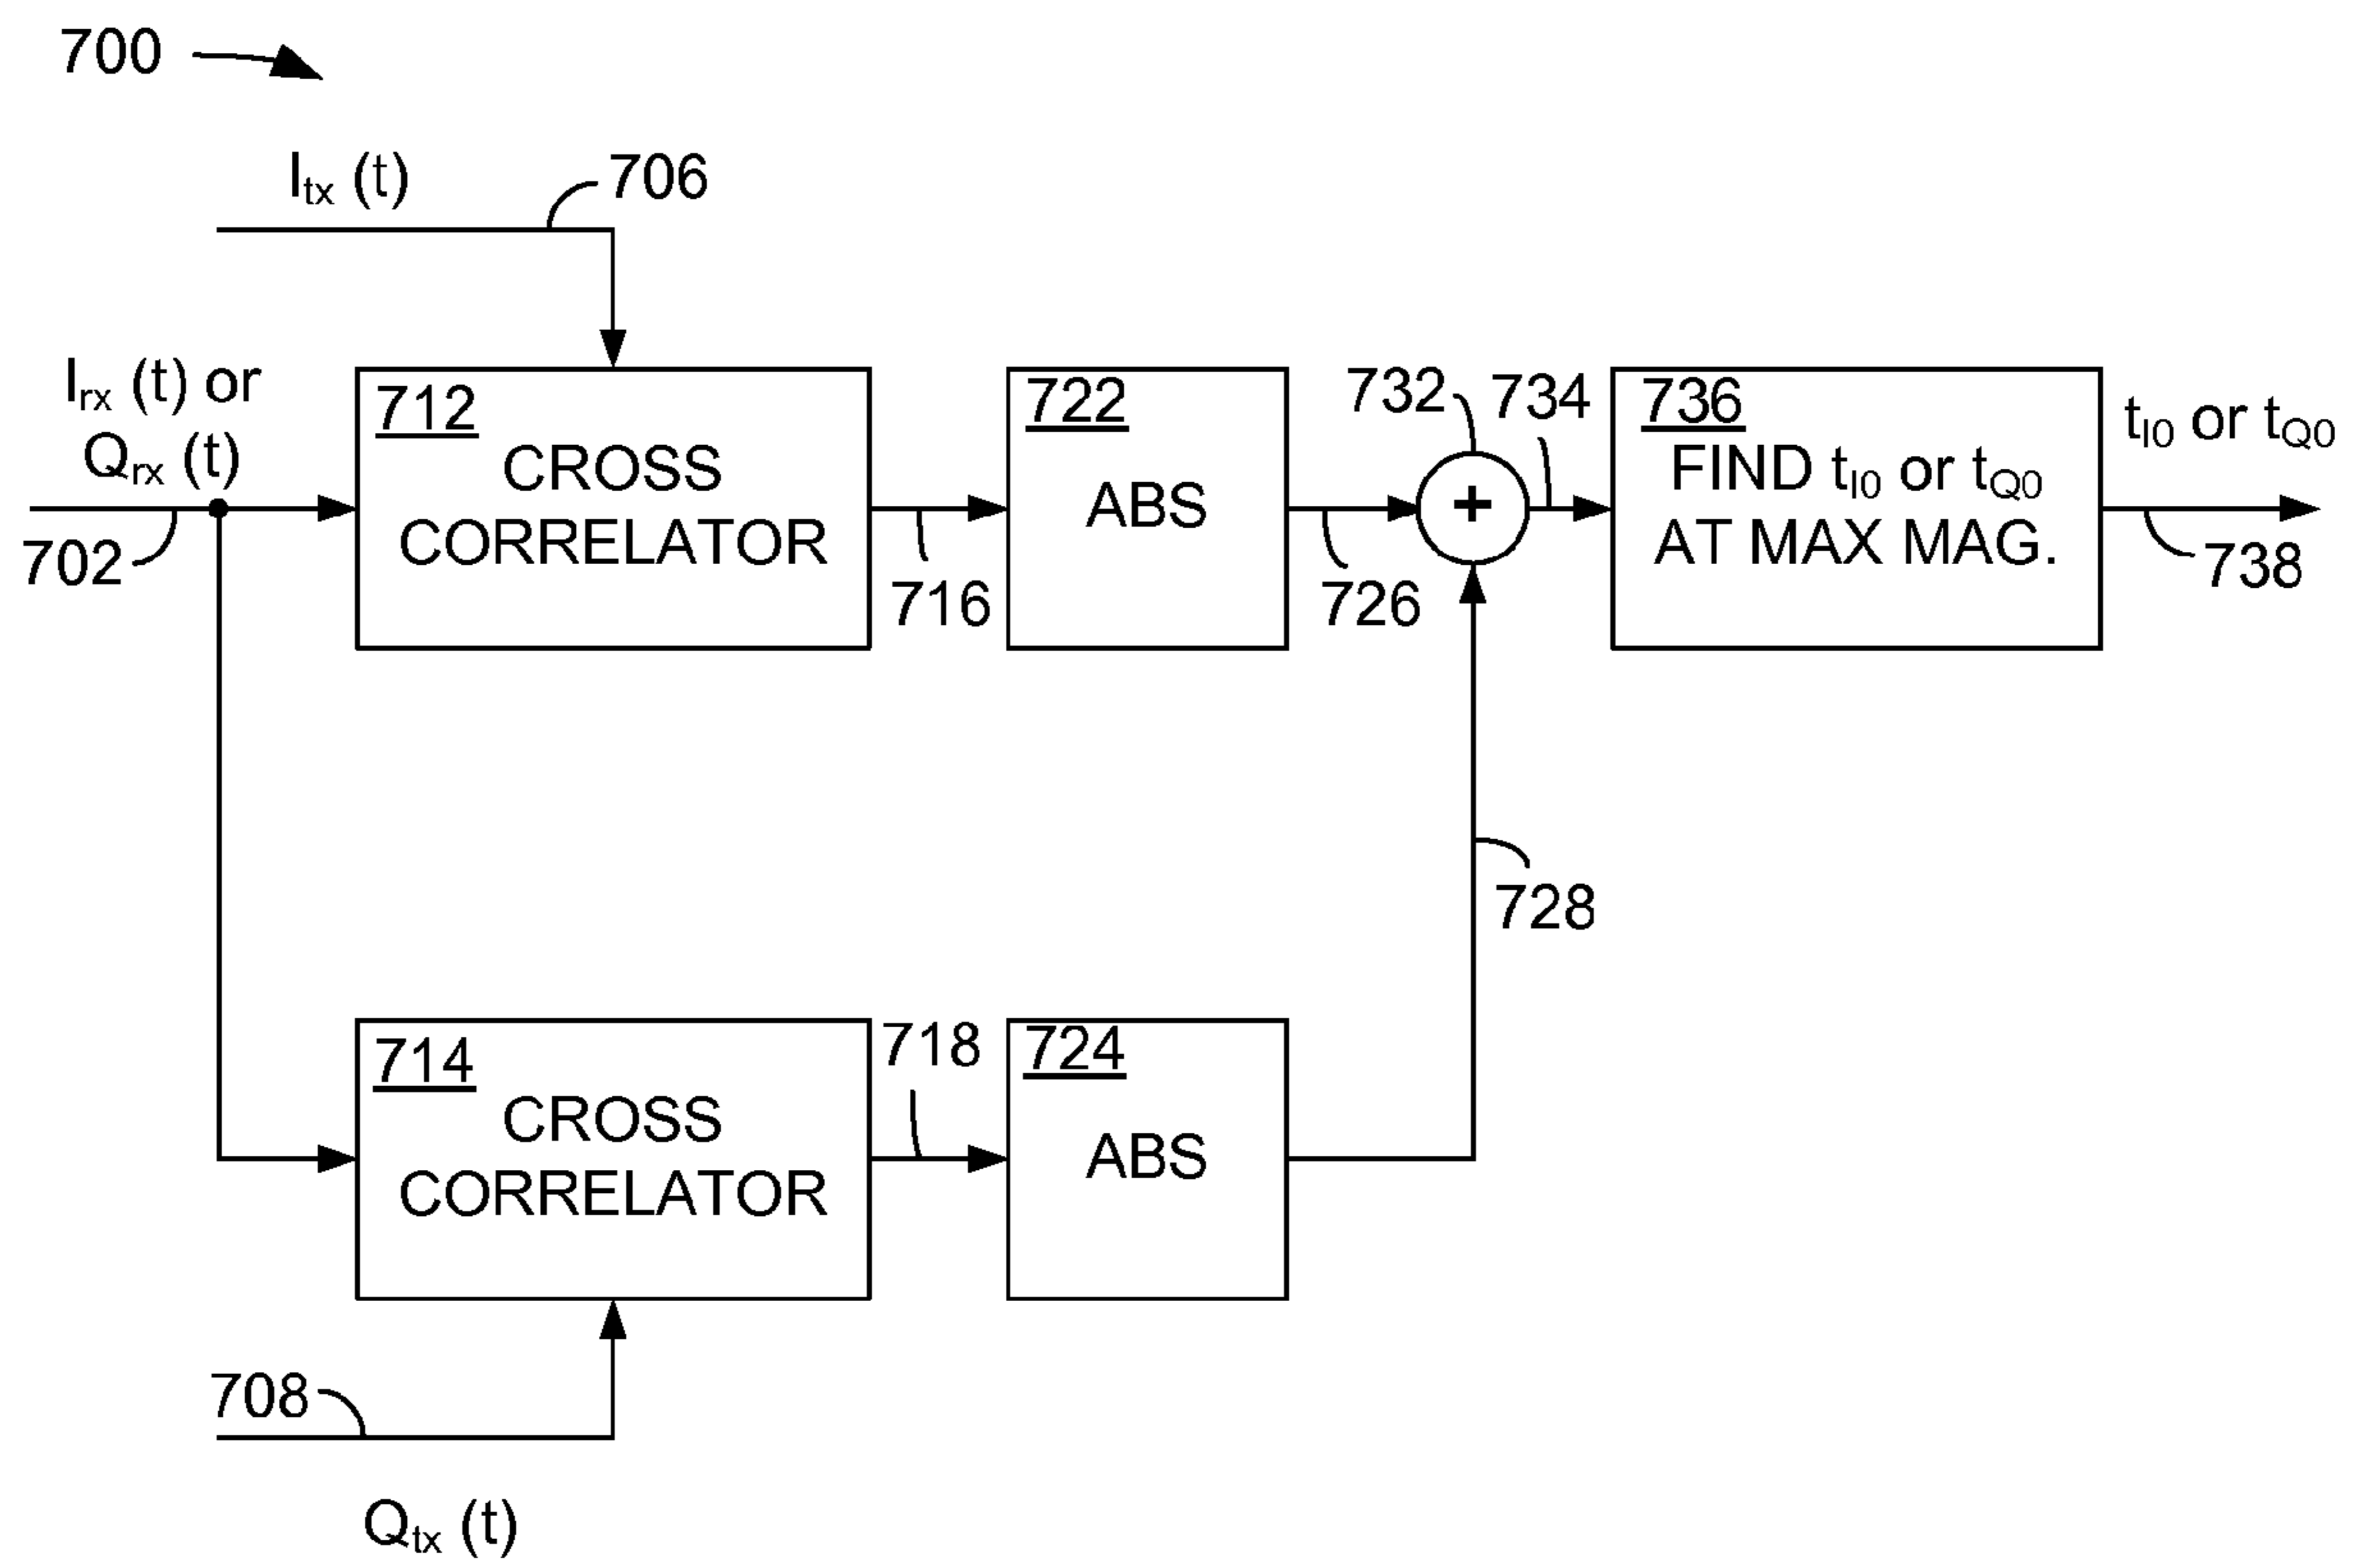 700
Itx (t)
706
Irx (t) or
Qrx (t)
702
712
CROSS
CORRELATOR
716
722
ABS
726
732
734
736
FIND tI0 or tQ0
AT MAX MAG.
tI0 or tQ0
738
728
714
CROSS
CORRELATOR
718
724
ABS
708
Qtx (t)
+